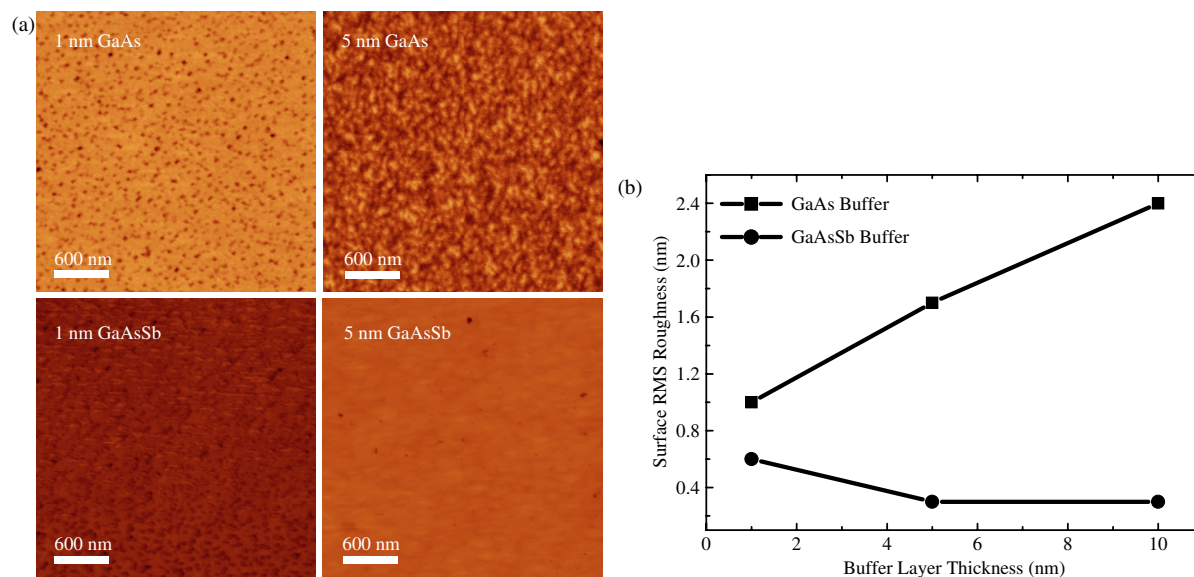 (a)
1 nm GaAs
5 nm GaAs
600 nm
600 nm
1 nm GaAsSb
5 nm GaAsSb
600 nm
600 nm
(b)
GaAs Buffer
GaAsSb Buffer
2.4
2.0
1.6
1.2
0.8
0.4
Surface RMS Roughness (nm)
0 2 4 6 8 10
Buffer Layer Thickness (nm)